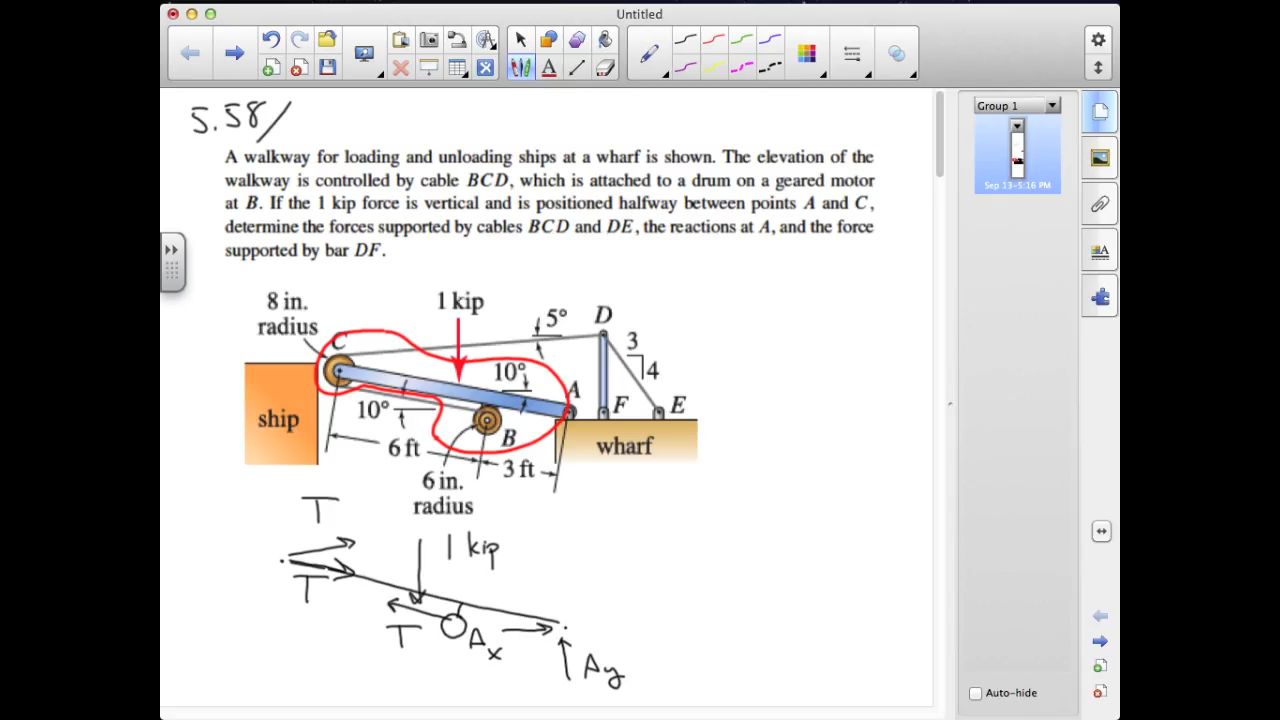 Untitled
Group 1
Sep 13-5:16 PM
5.58/
A walkway for loading and unloading ships at a wharf is shown. The elevation of the
walkway is controlled by cable BCD, which is attached to a drum on a geared motor
at B. If the 1 kip force is vertical and is positioned halfway between points A and C,
determine the forces supported by cables BCD and DE, the reactions at A, and the force
supported by bar DF.
8 in.
radius
1 kip
5°
D
3
4
C
10°
A
10°
F
E
ship
B
wharf
6 ft
3 ft
6 in.
radius
T
1 kip
T
T
Ax
Ay
Auto-hide